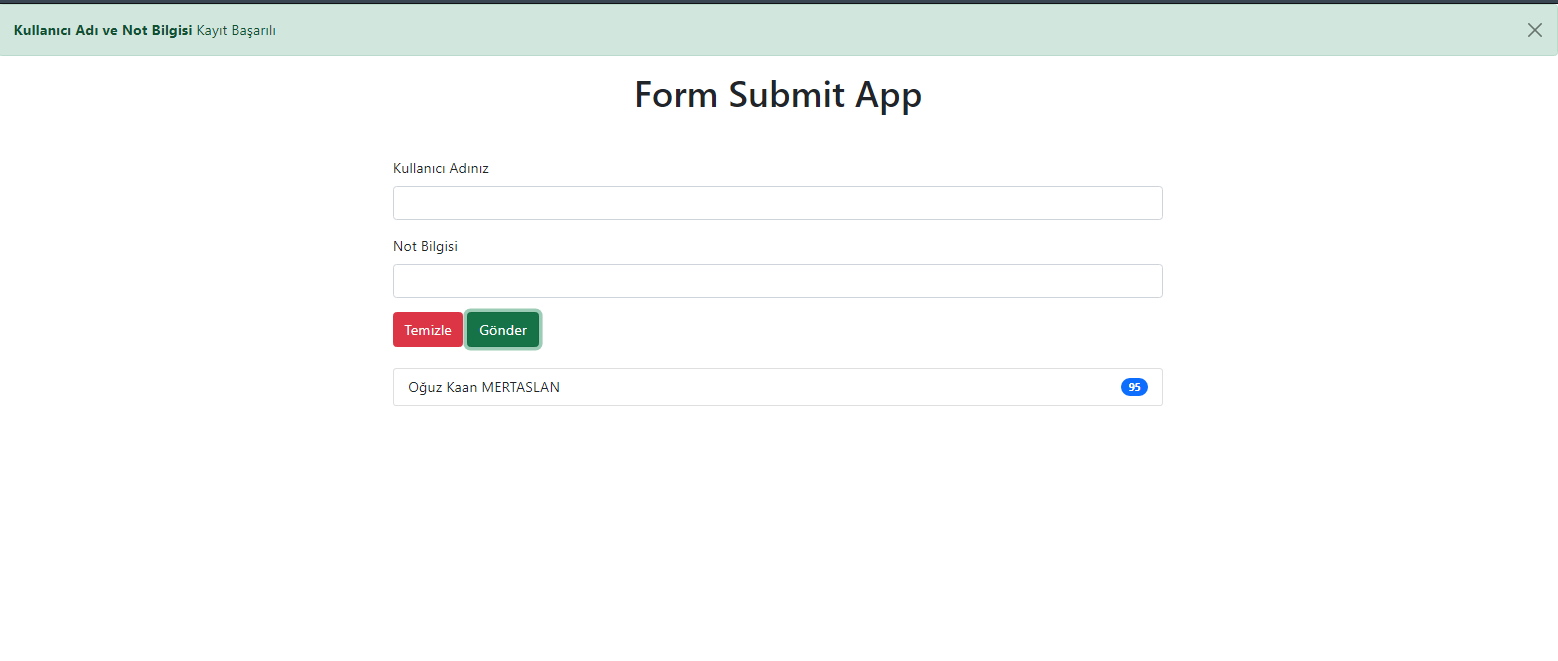 Kullanıcı Adı ve Not Bilgisi Kayıt Başarılı
Form Submit App
Kullanıcı Adınız
Not Bilgisi
Temizle Gönder
Oğuz Kaan MERTASLAN 95